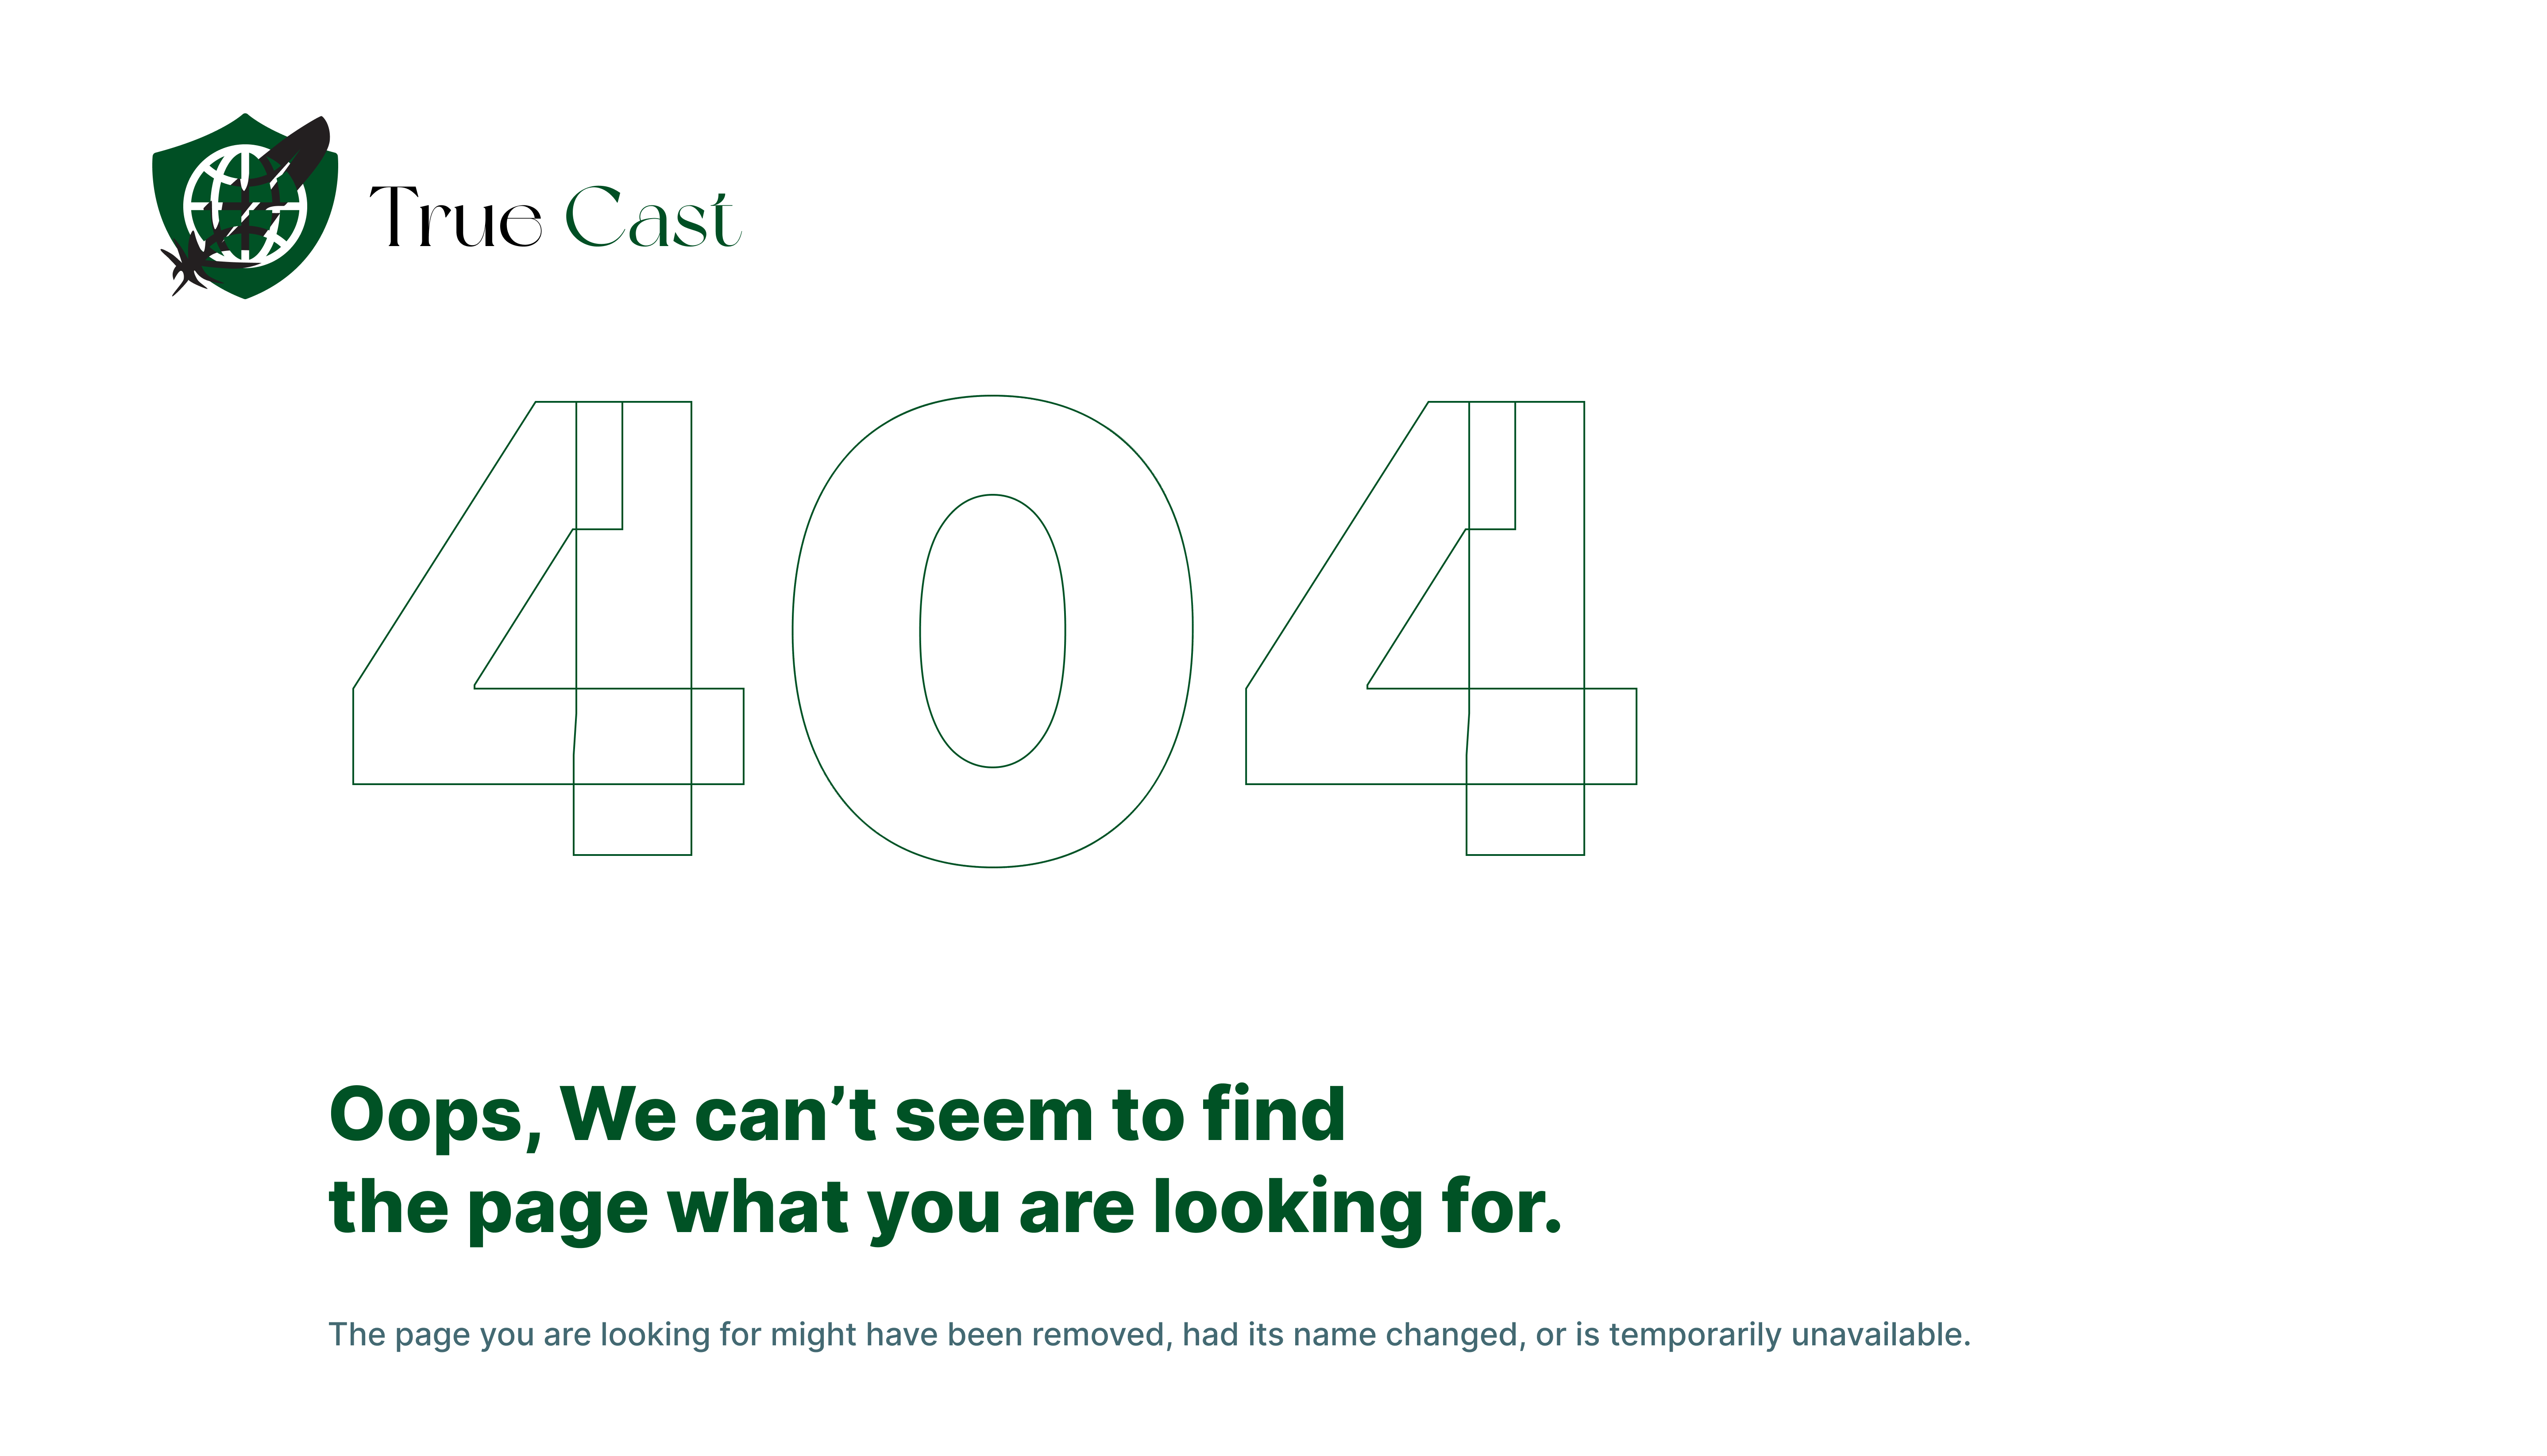 True Cast
404
Oops, We can’t seem to find
the page what you are looking for.
The page you are looking for might have been removed, had its name changed, or is temporarily unavailable.